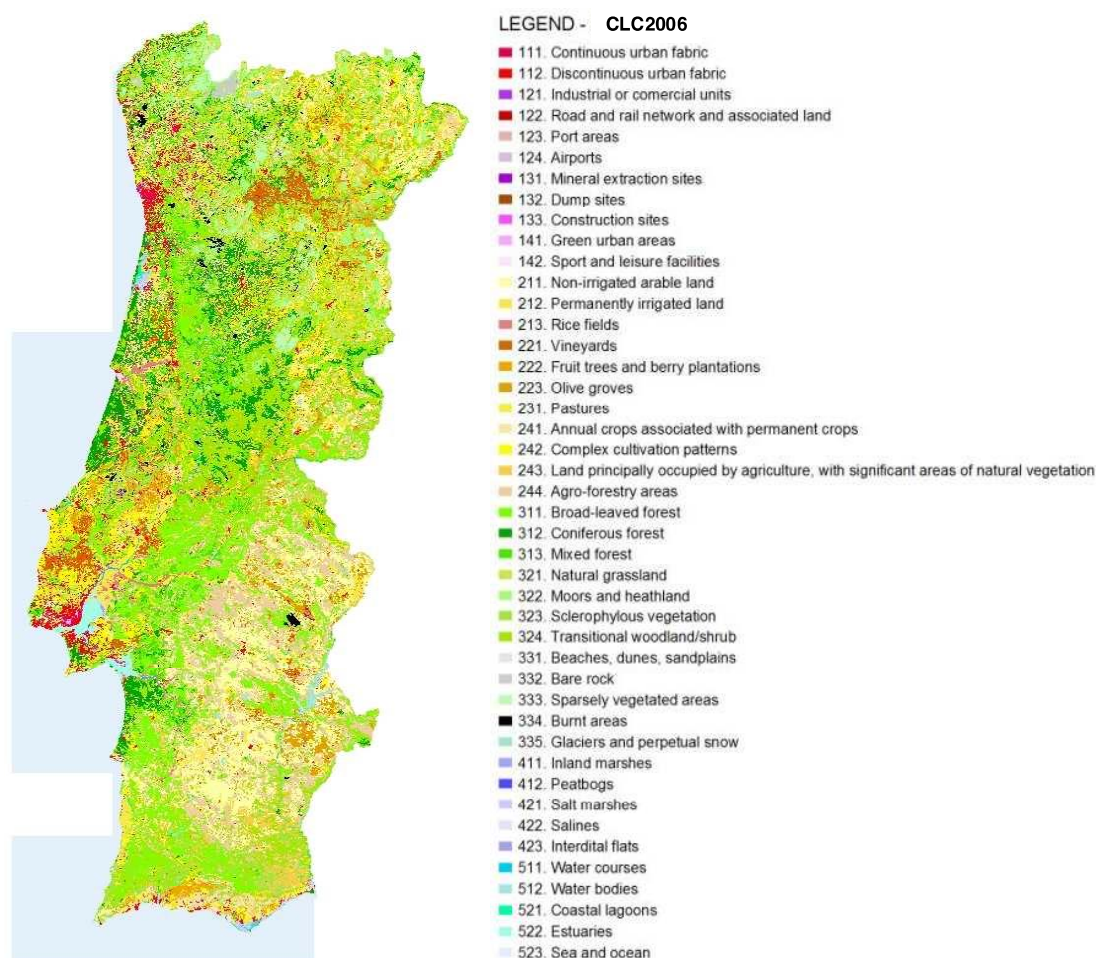 LEGEND - CLC2006
111. Continuous urban fabric
112. Discontinuous urban fabric
121. Industrial or comercial units
122. Road and rail network and associated land
123. Port areas
124. Airports
131. Mineral extraction sites
132. Dump sites
133. Construction sites
141. Green urban areas
142. Sport and leisure facilities
211. Non-irrigated arable land
212. Permanently irrigated land
213. Rice fields
221. Vineyards
222. Fruit trees and berry plantations
223. Olive groves
231. Pastures
241. Annual crops associated with permanent crops
242. Complex cultivation patterns
243. Land principally occupied by agriculture, with significant areas of natural vegetation
244. Agro-forestry areas
311. Broad-leaved forest
312. Coniferous forest
313. Mixed forest
321. Natural grassland
322. Moors and heathland
323. Sclerophylous vegetation
324. Transitional woodland/shrub
331. Beaches, dunes, sandplains
332. Bare rock
333. Sparsely vegetated areas
334. Burnt areas
335. Glaciers and perpetual snow
411. Inland marshes
412. Peatbogs
421. Salt marshes
422. Salines
423. Interdital flats
511. Water courses
512. Water bodies
521. Coastal lagoons
522. Estuaries
523. Sea and ocean